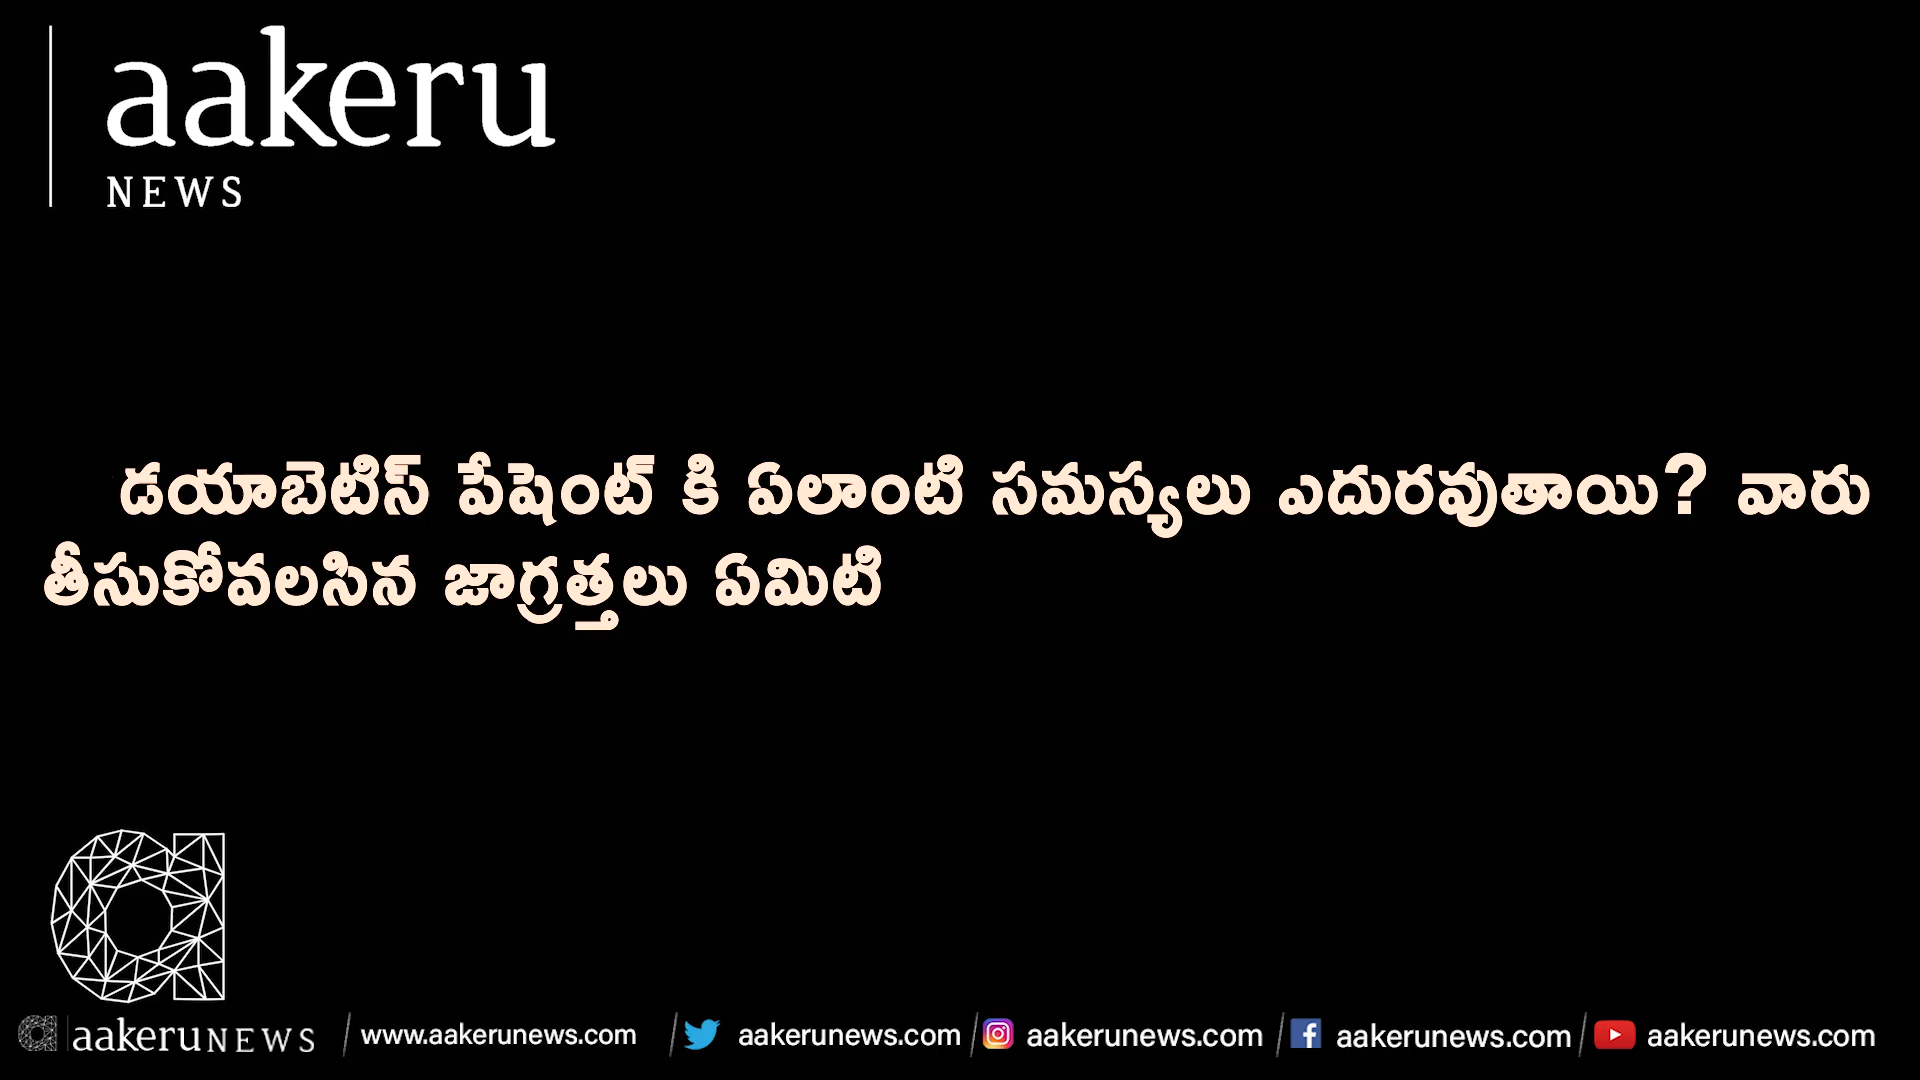 aakeru
NEWS
డయాబెటిస్ పేషెంట్ కి ఏలాంటి సమస్యలు ఎదురవుతాయి? వారు
తీసుకోవలసిన జాగ్రత్తలు ఏమిటి
aakeruNEWS / www.aakerunews.com / aakerunews.com / aakerunews.com / aakerunews.com / aakerunews.com